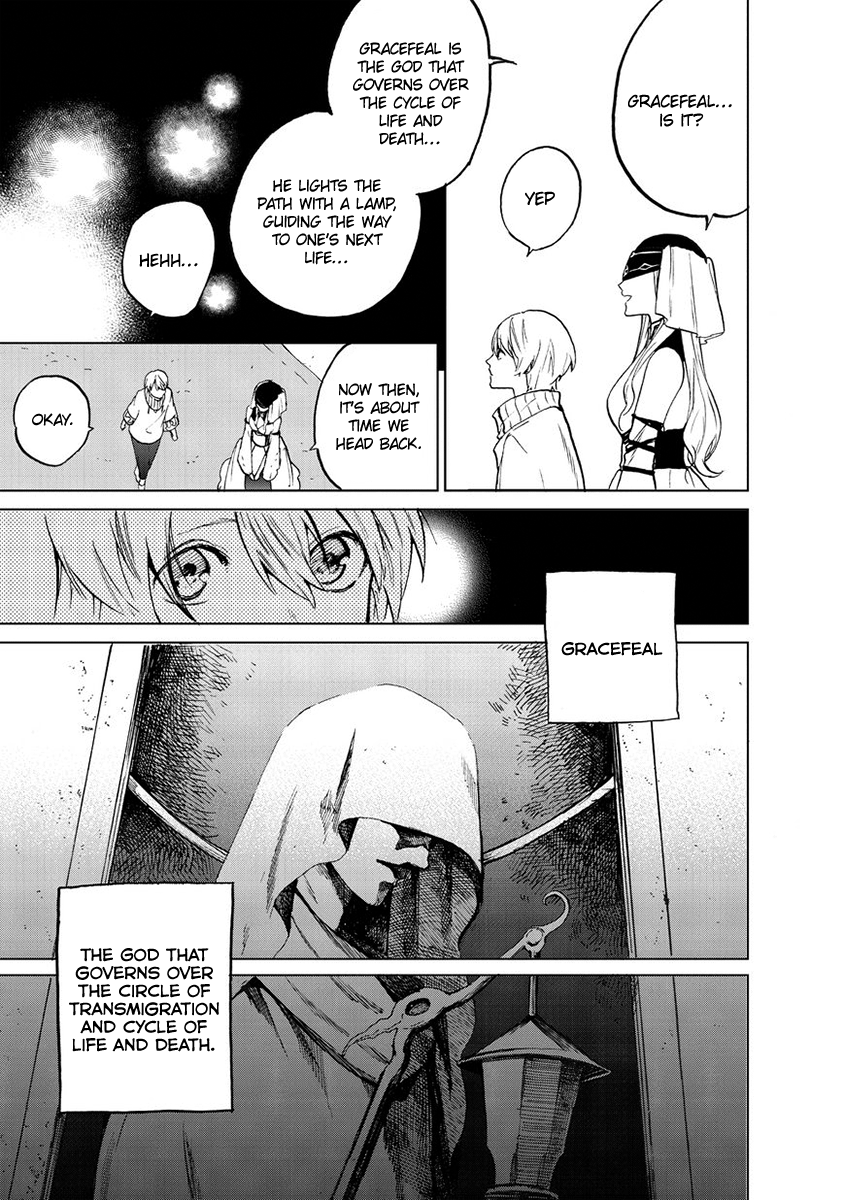 GRACEFEAL...
IS IT?
YEP
GRACEFEAL IS
THE GOD THAT
GOVERNS OVER
THE CYCLE OF
LIFE AND
DEATH...
HE LIGHTS THE
PATH WITH A LAMP,
GUIDING THE WAY
TO ONE'S NEXT
LIFE...
HEHH...
NOW THEN,
IT'S ABOUT
TIME WE
HEAD BACK.
OKAY.
GRACEFEAL
THE GOD THAT
GOVERNS OVER
THE CIRCLE OF
TRANSMIGRATION
AND CYCLE OF
LIFE AND DEATH.